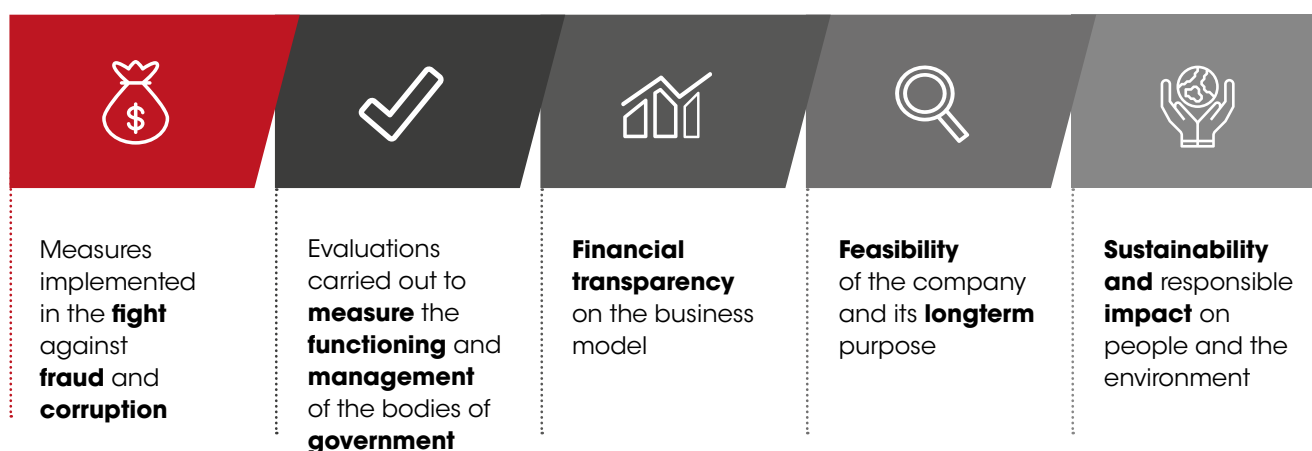 $
Measures
implemented
in the fight
against
fraud and
corruption
Evaluations
carried out to
measure the
functioning and
management
of the bodies of
government
Financial
transparency
on the business
model
Feasibility
of the company
and its longterm
purpose
Sustainability
and responsible
impact on
people and the
environment